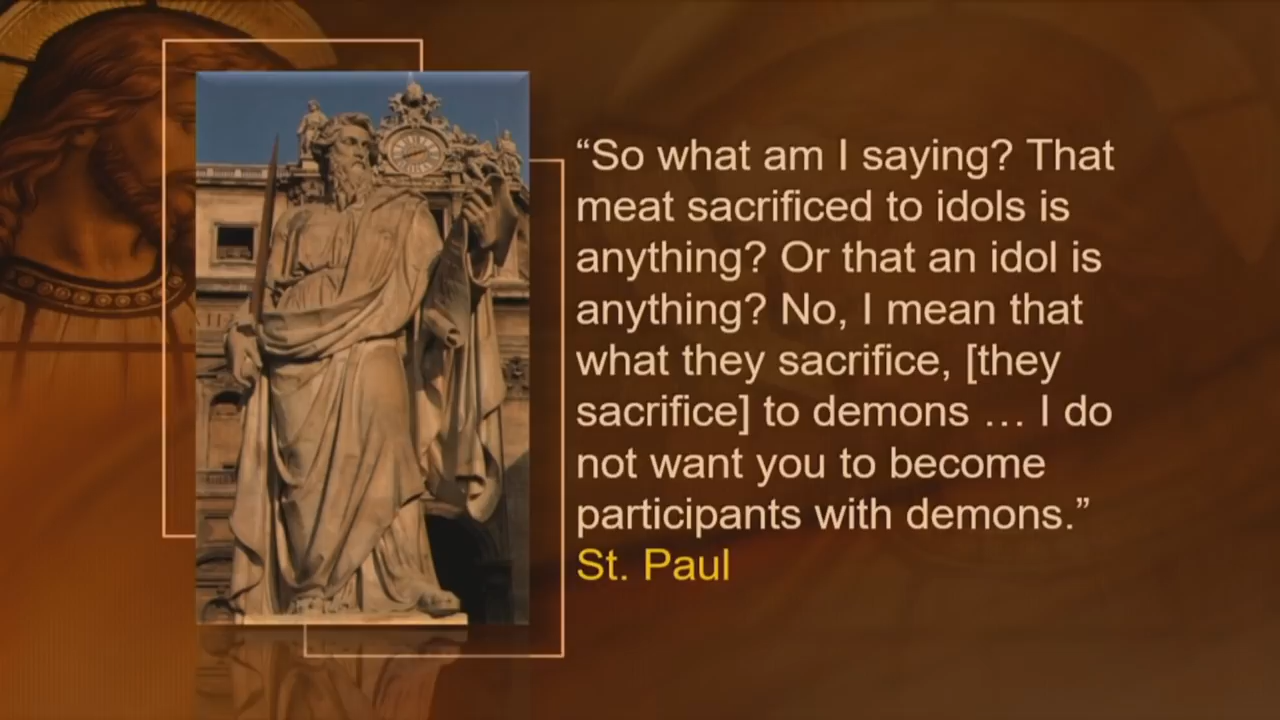 “So what am I saying? That
meat sacrificed to idols is
anything? Or that an idol is
anything? No, I mean that
what they sacrifice, [they
sacrifice] to demons … I do
not want you to become
participants with demons.”
St. Paul